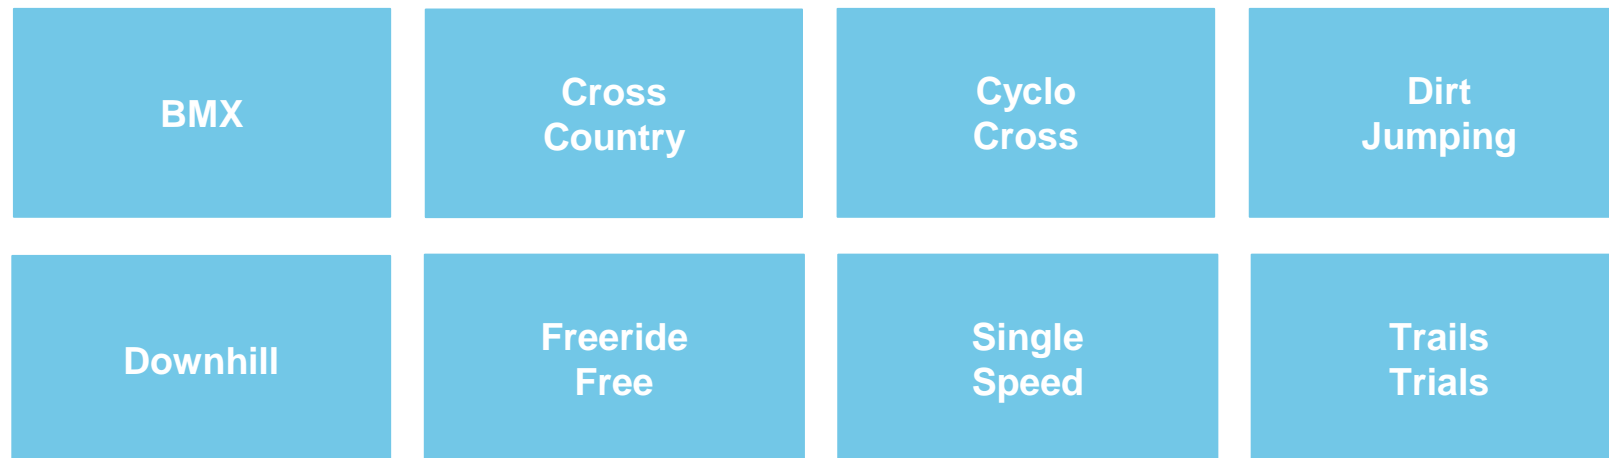 BMX
Cross
Country
Cyclo
Cross
Dirt
Jumping
Downhill
Freeride
Free
Single
Speed
Trails
Trials